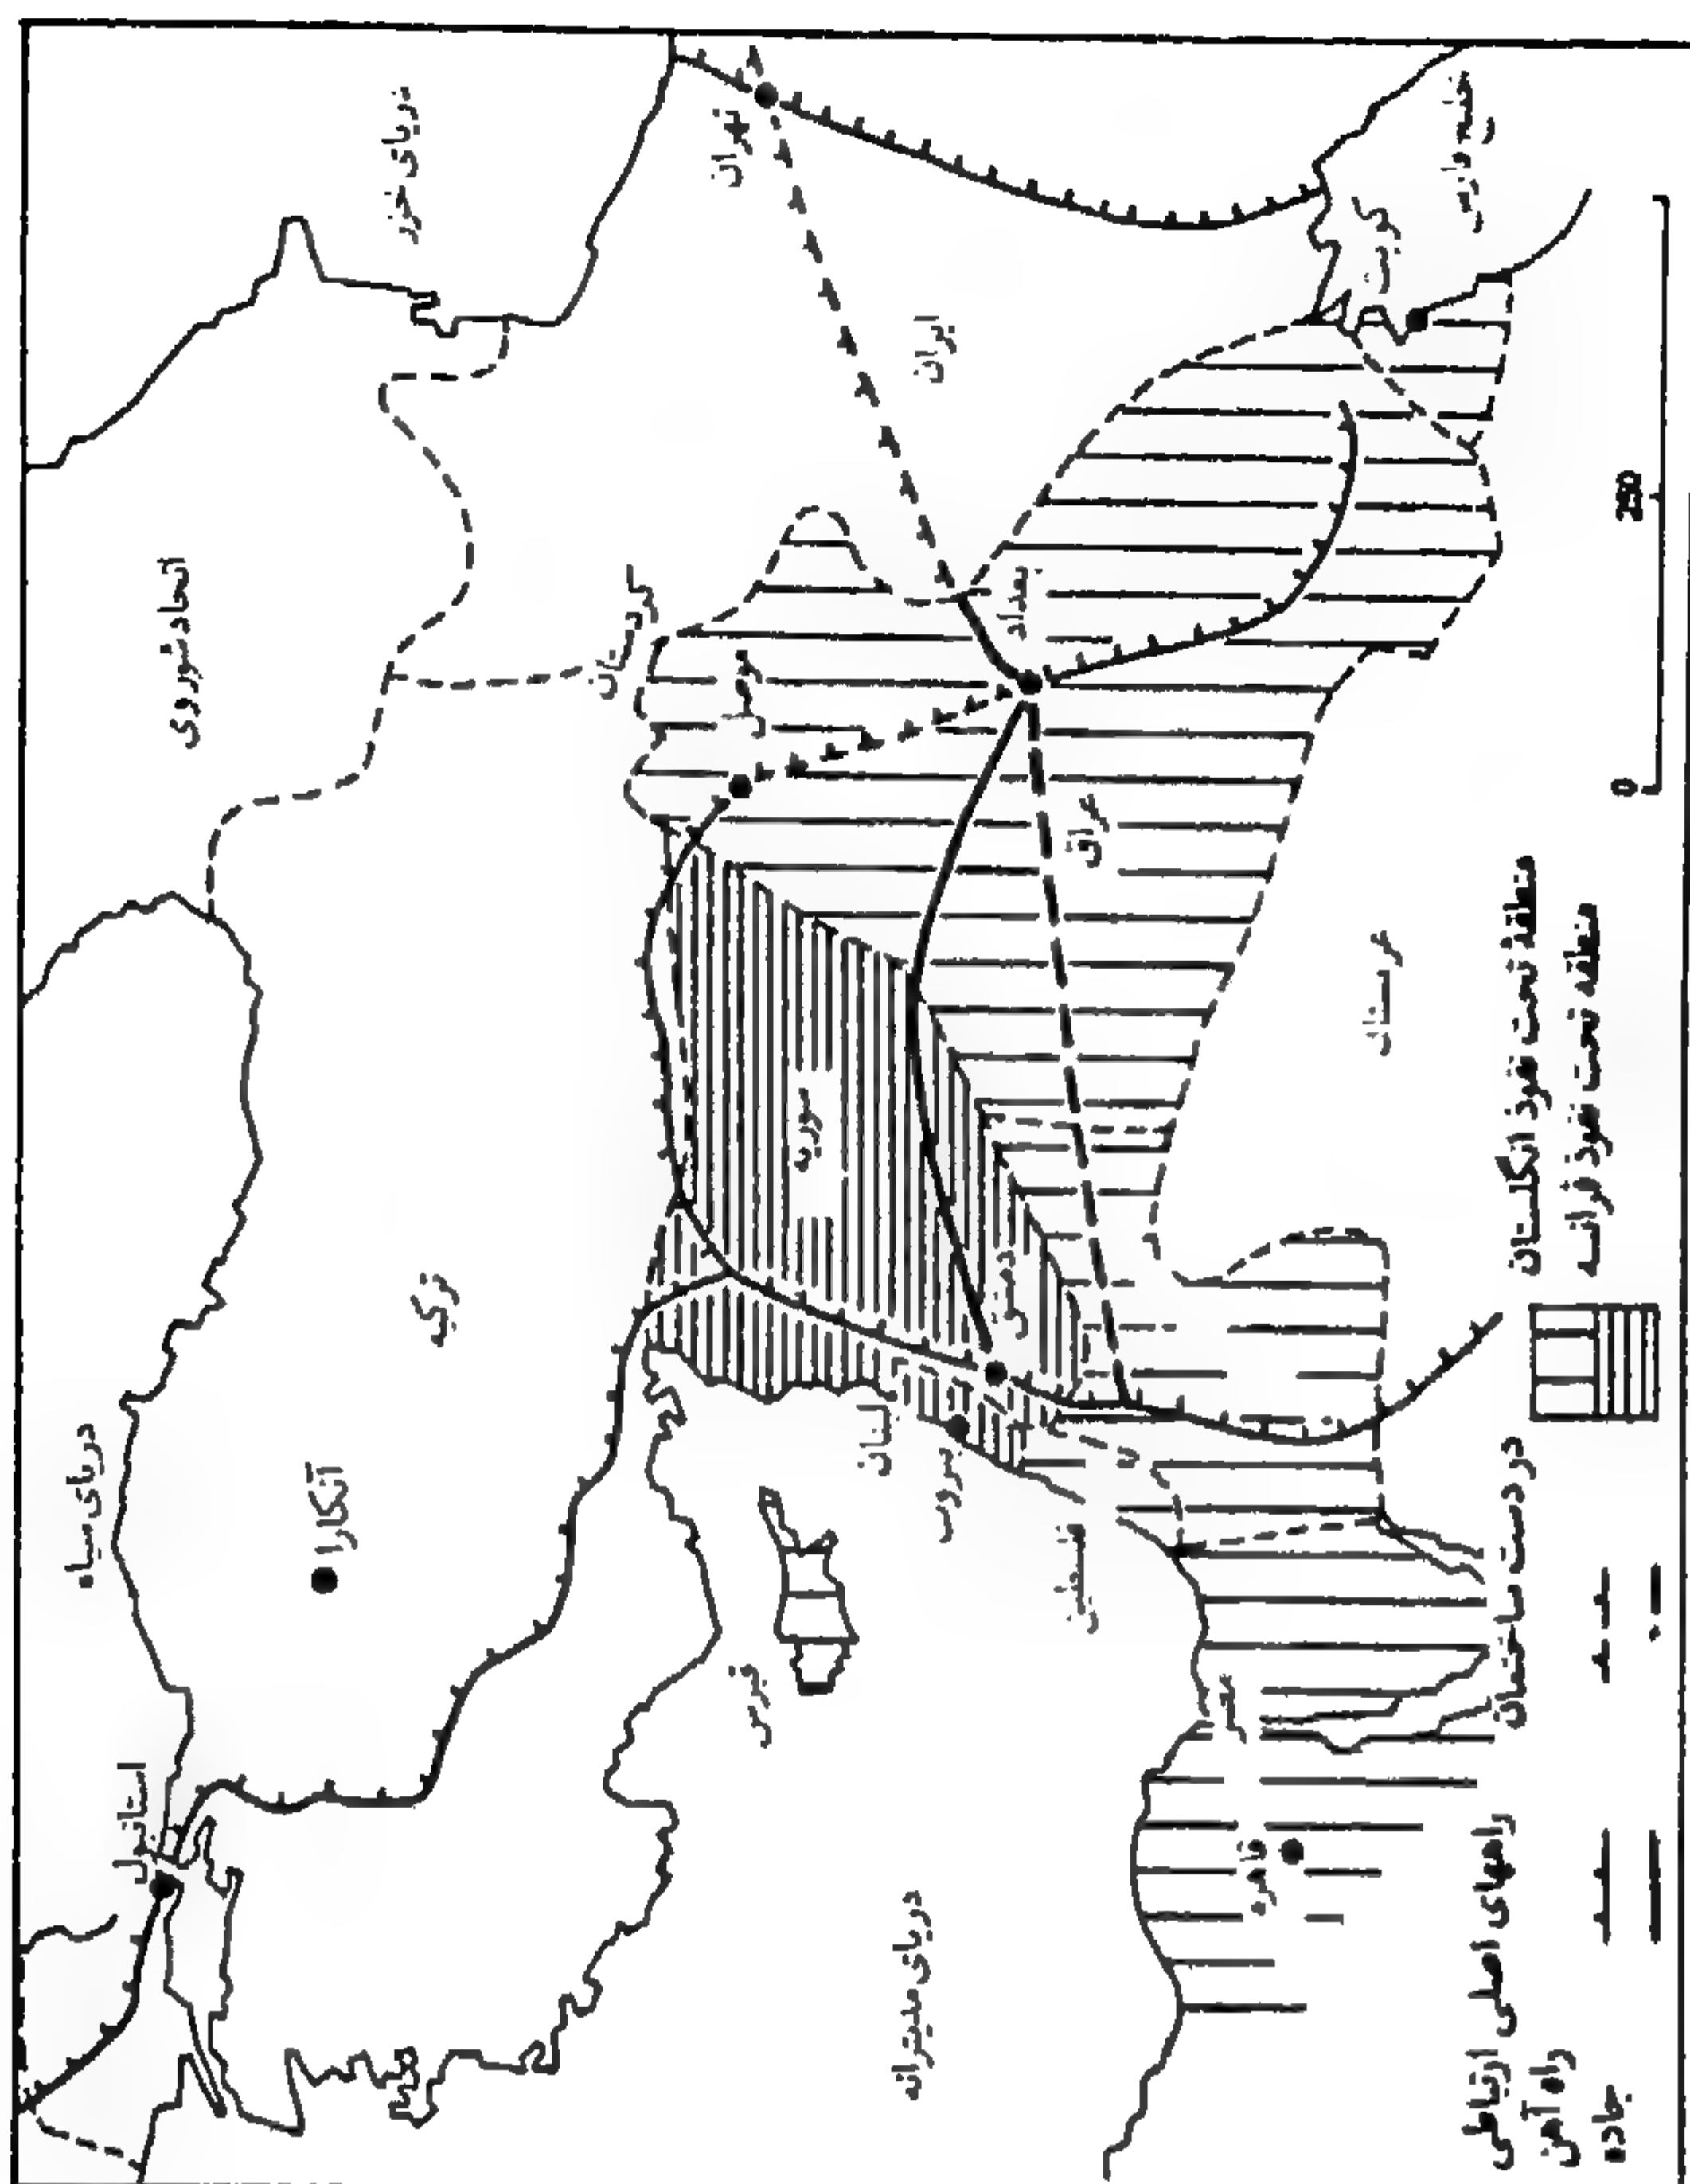 دریای سیاه
استانبول
اتحاد شوروی
دریای خزر
آنکارا
ترکیه
کردستان
موصل
تهران
قبرس
سوریه
لبنان
بیروت
دمشق
ایران
دریای مدیترانه
فلسطین
عراق
بغداد
مصر
قاهره
عربستان
کویت
خلیج فارس
راههای اصلی ارتباطی
در دست ساختمان
راه آهن
جاده
منطقهٔ تحت نفوذ انگلستان
منطقه تحت نفوذ فرانسه
0
250